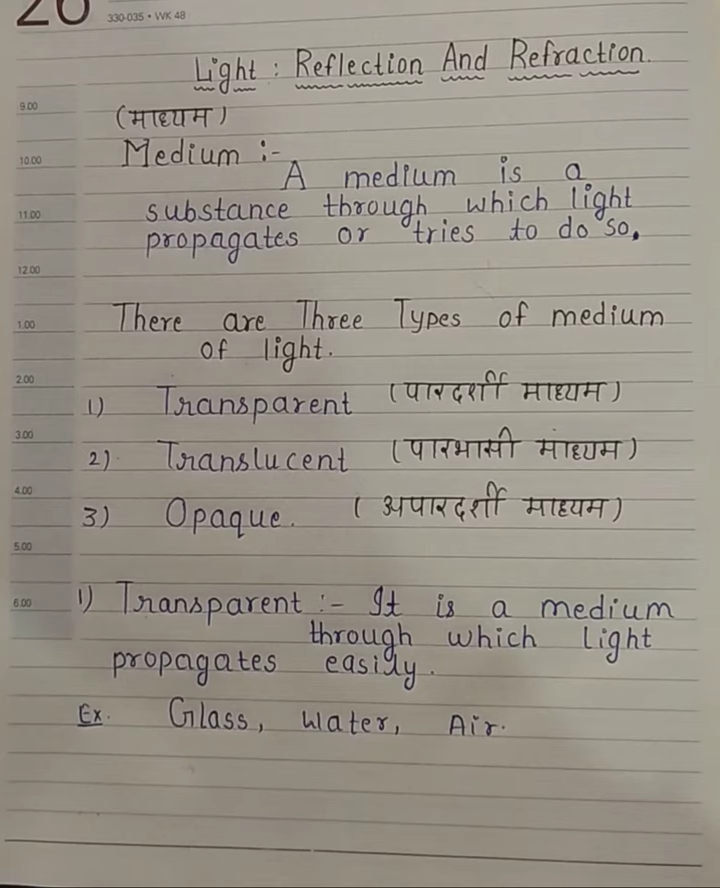 26
330-035 • WK 48
Light : Reflection And Refraction.
9.00
(माध्यम)
Medium :-
10.00
A medium is a
substance through which light
11.00
propagates or tries to do so.
12.00
There are Three Types of medium
1.00
of light.
2.00
1) Transparent (पारदर्शी माध्यम)
3.00
2) Translucent (पारभासी माध्यम)
4.00
3) Opaque. (अपारदर्शी माध्यम)
5.00
6.00
1) Transparent :- It is a medium
through which light
propagates easily.
Ex. Glass, Water, Air.